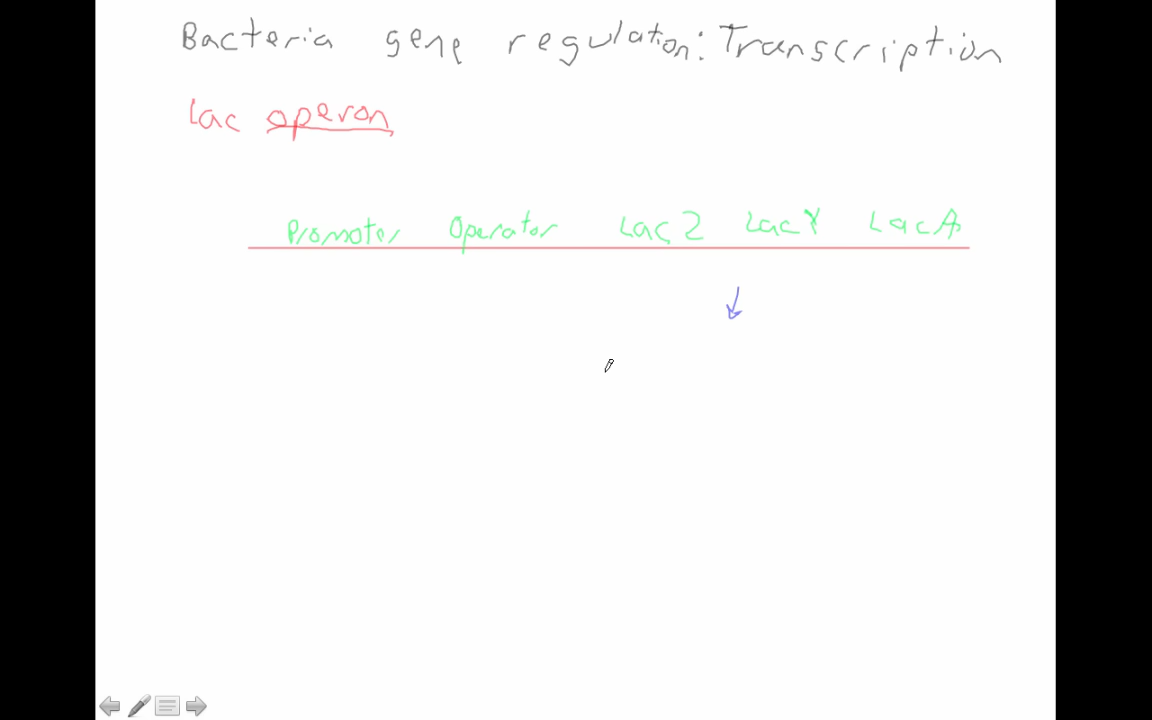 Bacteria gene regulation: Transcription
Lac operon
Promoter Operator Lac Z Lac Y Lac A